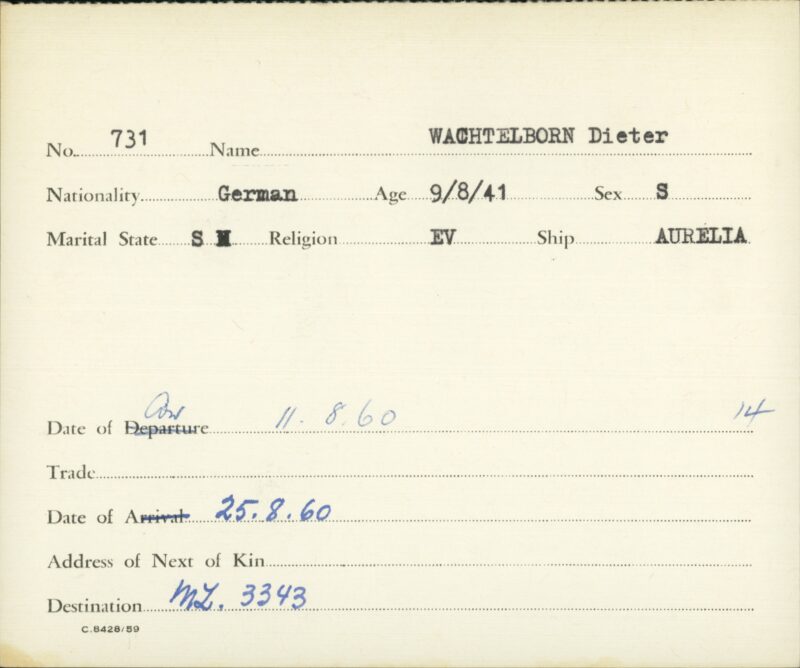 No. 731 Name WACHTELBORN Dieter
Nationality German Age 9/8/41 Sex S
Marital State S Religion EV Ship AURELIA
Arr
Date of Departure 11. 8. 60 14
Trade
Date of Arrival 25.8.60
Address of Next of Kin
Destination ML. 3343
C.8428/59